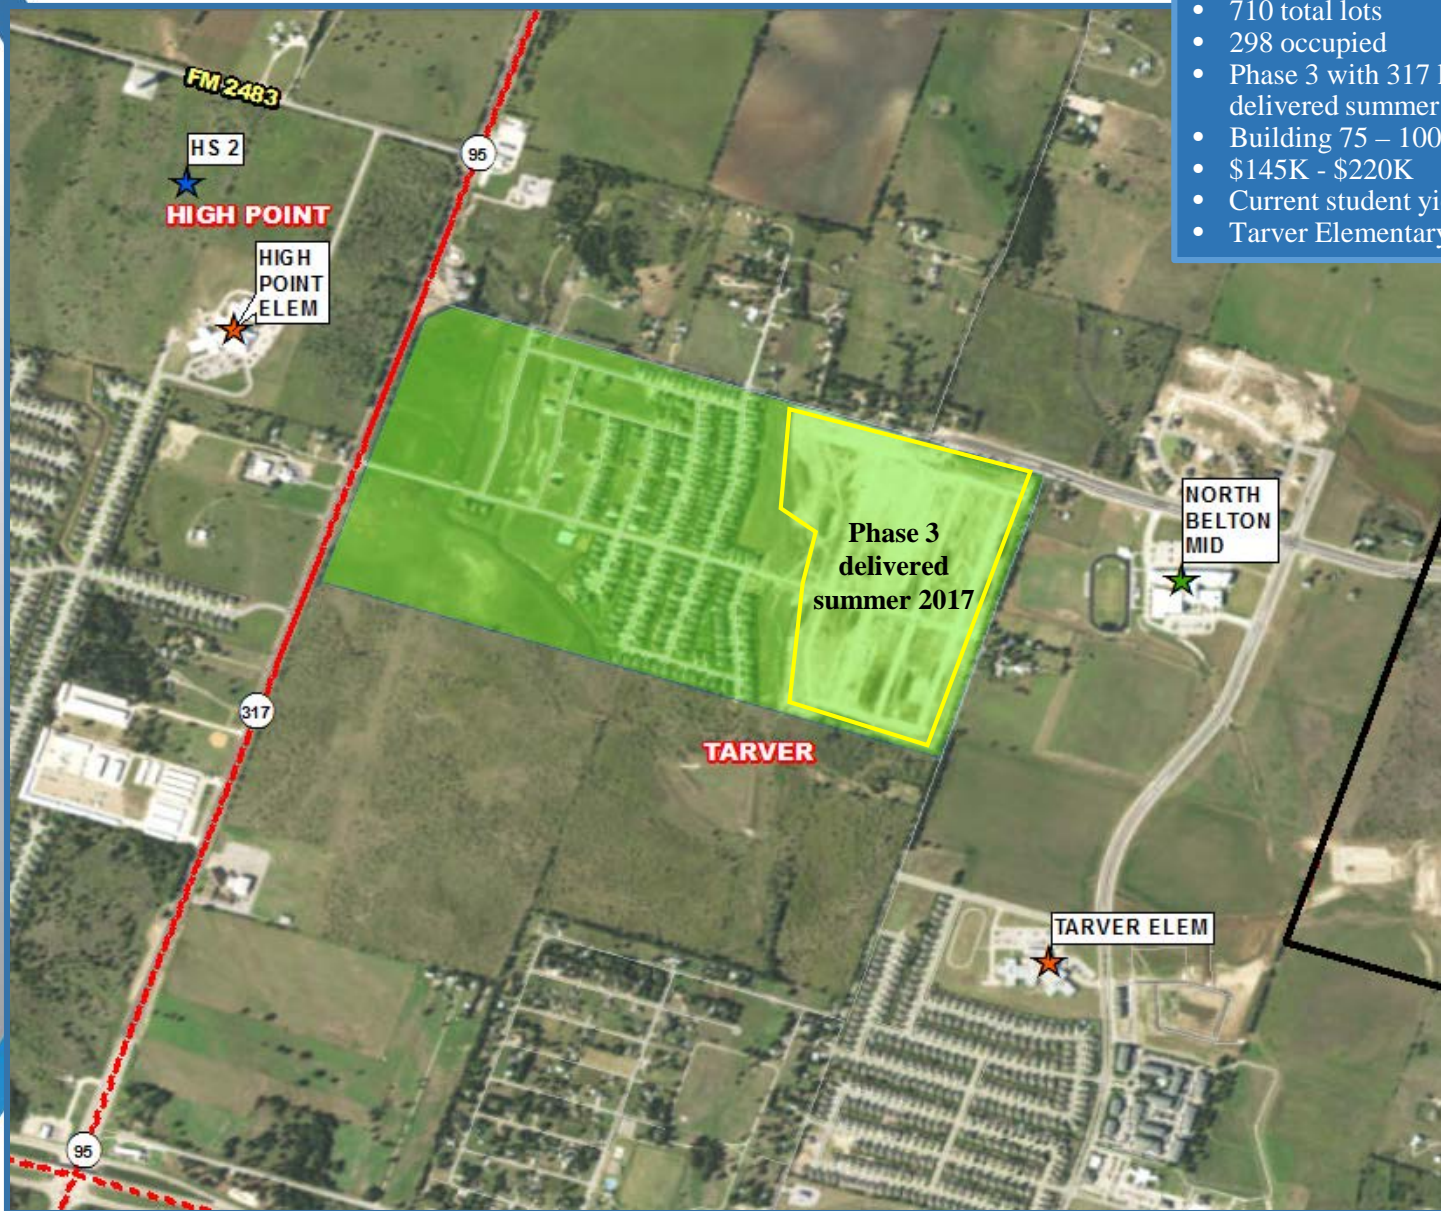 • 710 total lots
• 298 occupied
• Phase 3 with 317
delivered summer
• Building 75 – 100
• $145K - $220K
• Current student
• Tarver Elementary
FM 2483
95
HS 2
HIGH POINT
HIGH
POINT
ELEM
NORTH
BELTON
MID
Phase 3
delivered
summer 2017
317
TARVER
TARVER ELEM
95